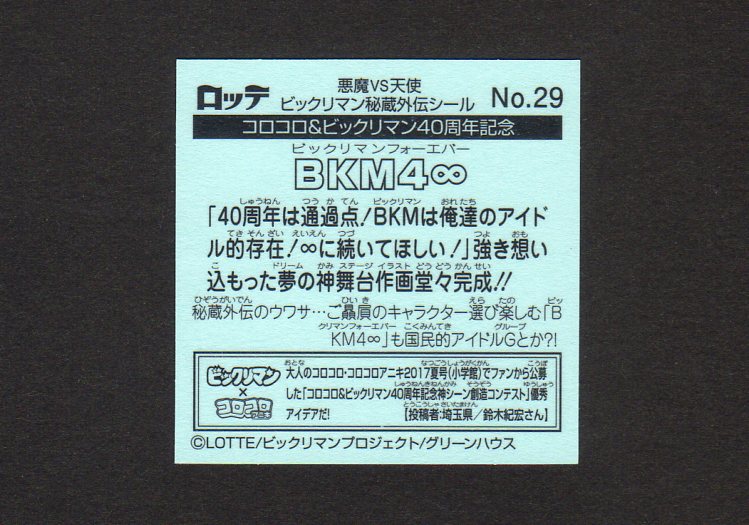 ロッテ
悪魔VS天使
ビックリマン秘蔵外伝シール
No.29
コロコロ&ビックリマン40周年記念
ビックリマンフォーエバー
BKM4∞
「40周年は通過点!BKMは俺達のアイド
ル的存在!∞に続いてほしい!」強き想い
込もった夢の神舞台作画堂々完成!!
秘蔵外伝のウワサ…ご贔屓のキャラクター選び楽しむ「B
KM4∞」も国民的アイドルGとか?!
ビックリマン
×
コロコロアニキ
大人のコロコロ・コロコロアニキ2017夏号(小学館)でファンから公募
した「コロコロ&ビックリマン40周年記念神シーン創造コンテスト」優秀
アイデアだ!【投稿者:埼玉県/鈴木紀宏さん】
©LOTTE/ビックリマンプロジェクト/グリーンハウス